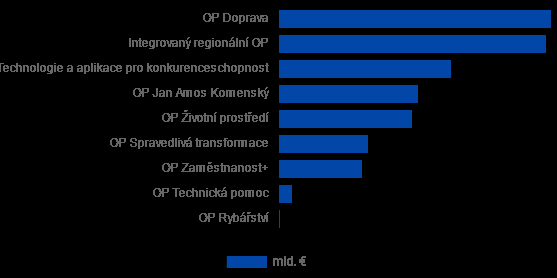 OP Doprava
Integrovaný regionální OP
Technologie a aplikace pro konkurenceschopnost
OP Jan Amos Komenský
OP Životní prostředí
OP Spravedlivá transformace
OP Zaměstnanost+
OP Technická pomoc
OP Rybářství
mld. €